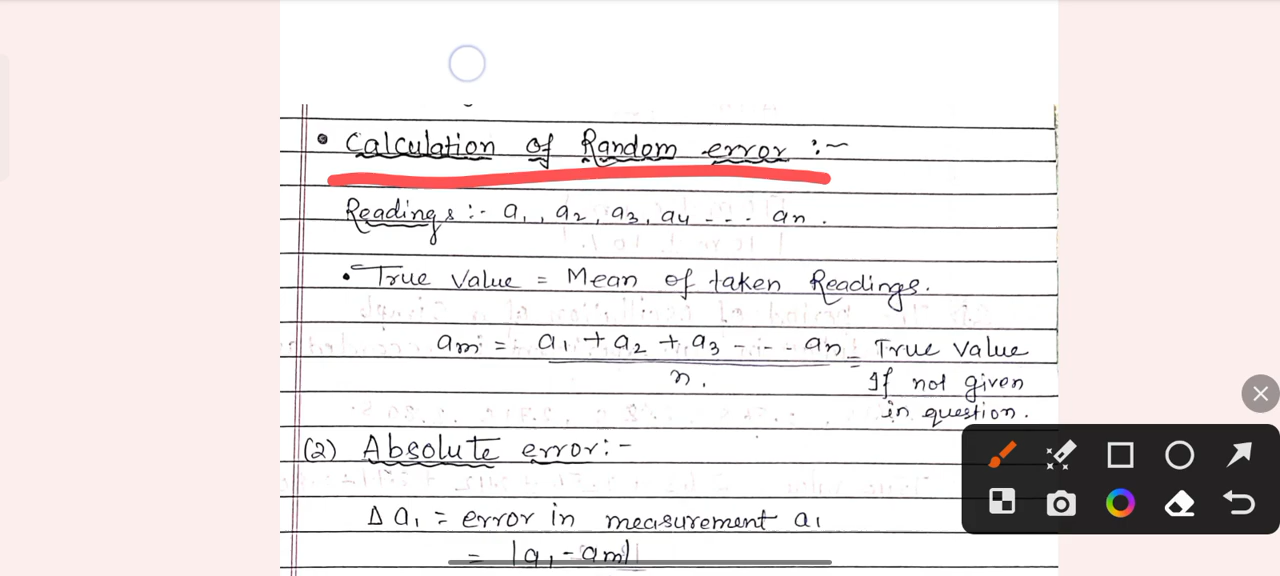 • Calculation of Random error :~
Readings :- a₁, a₂, a₃, a₄ - - - an.
• True Value = Mean of taken Readings.
am = a₁ + a₂ + a₃ - - - an = True Value
n.
If not given
in question.
(2) Absolute error:-
Δa₁ = error in measurement a₁
= |a₁ - am|